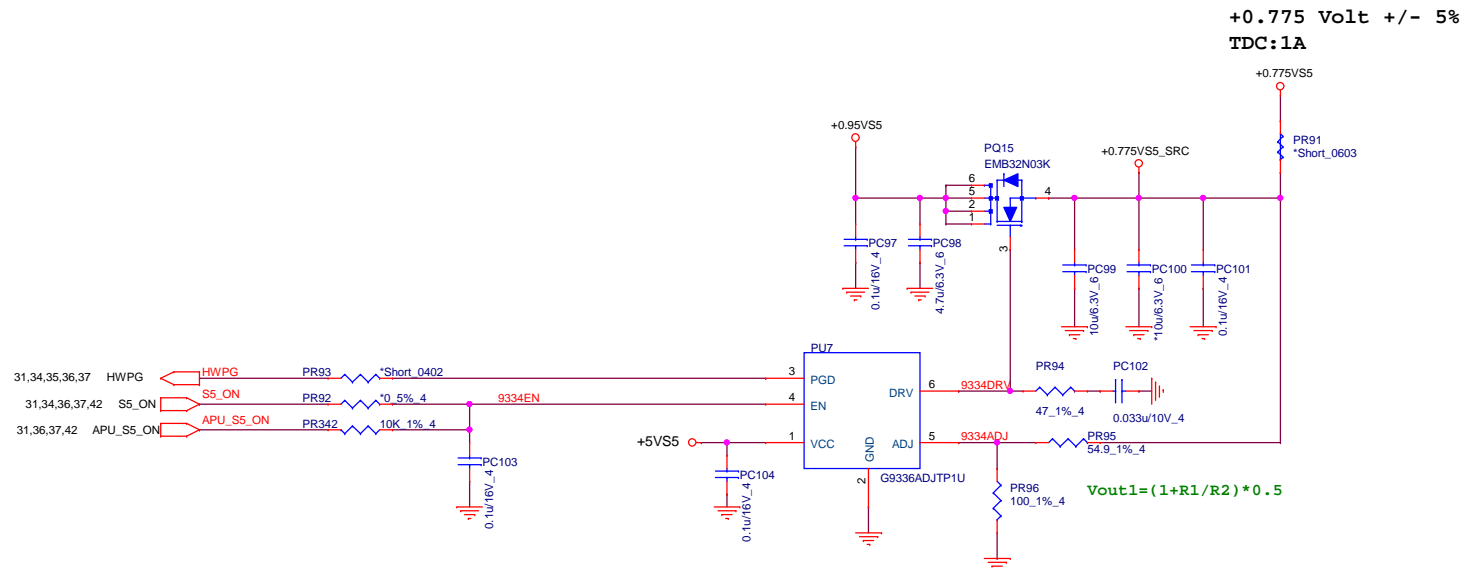 +0.775 Volt +/- 5%
TDC:1A
+0.775VS5
+0.95VS5
PR91
*Short_0603
PQ15
EMB32N03K
+0.775VS5_SRC
6
5
2
1
4
3
PC97
0.1u/16V_4
PC98
4.7u/6.3V_6
PC99
10u/6.3V_6
PC100
*10u/6.3V_6
PC101
0.1u/16V_4
PU7
31,34,35,36,37 HWPG
HWPG
PR93
*Short_0402
3
PGD
31,34,36,37,42 S5_ON
S5_ON
PR92
*0_5%_4
9334EN
4
EN
31,36,37,42 APU_S5_ON
APU_S5_ON
PR342
10K_1%_4
DRV
6
9334DRV
PR94
47_1%_4
PC102
0.033u/10V_4
+5VS5
1
VCC
GND
2
ADJ
5
9334ADJ
PR95
54.9_1%_4
PC103
0.1u/16V_4
PC104
0.1u/16V_4
G9336ADJTP1U
PR96
100_1%_4
Vout1=(1+R1/R2)*0.5